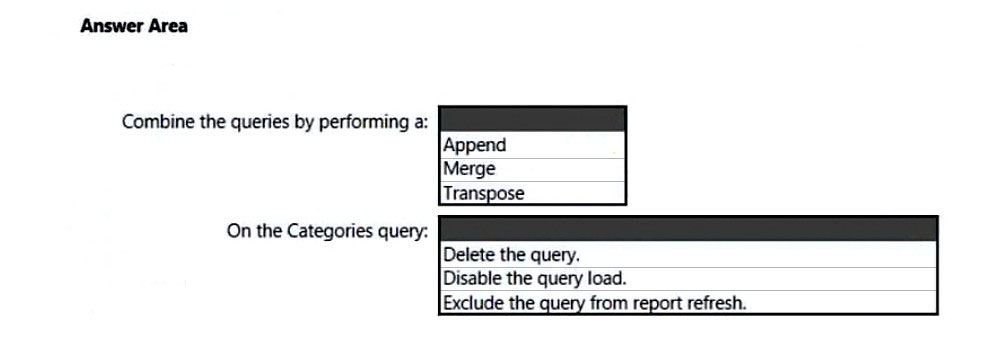 Answer Area
Combine the queries by performing a:
Append
Merge
Transpose
On the Categories query:
Delete the query.
Disable the query load.
Exclude the query from report refresh.